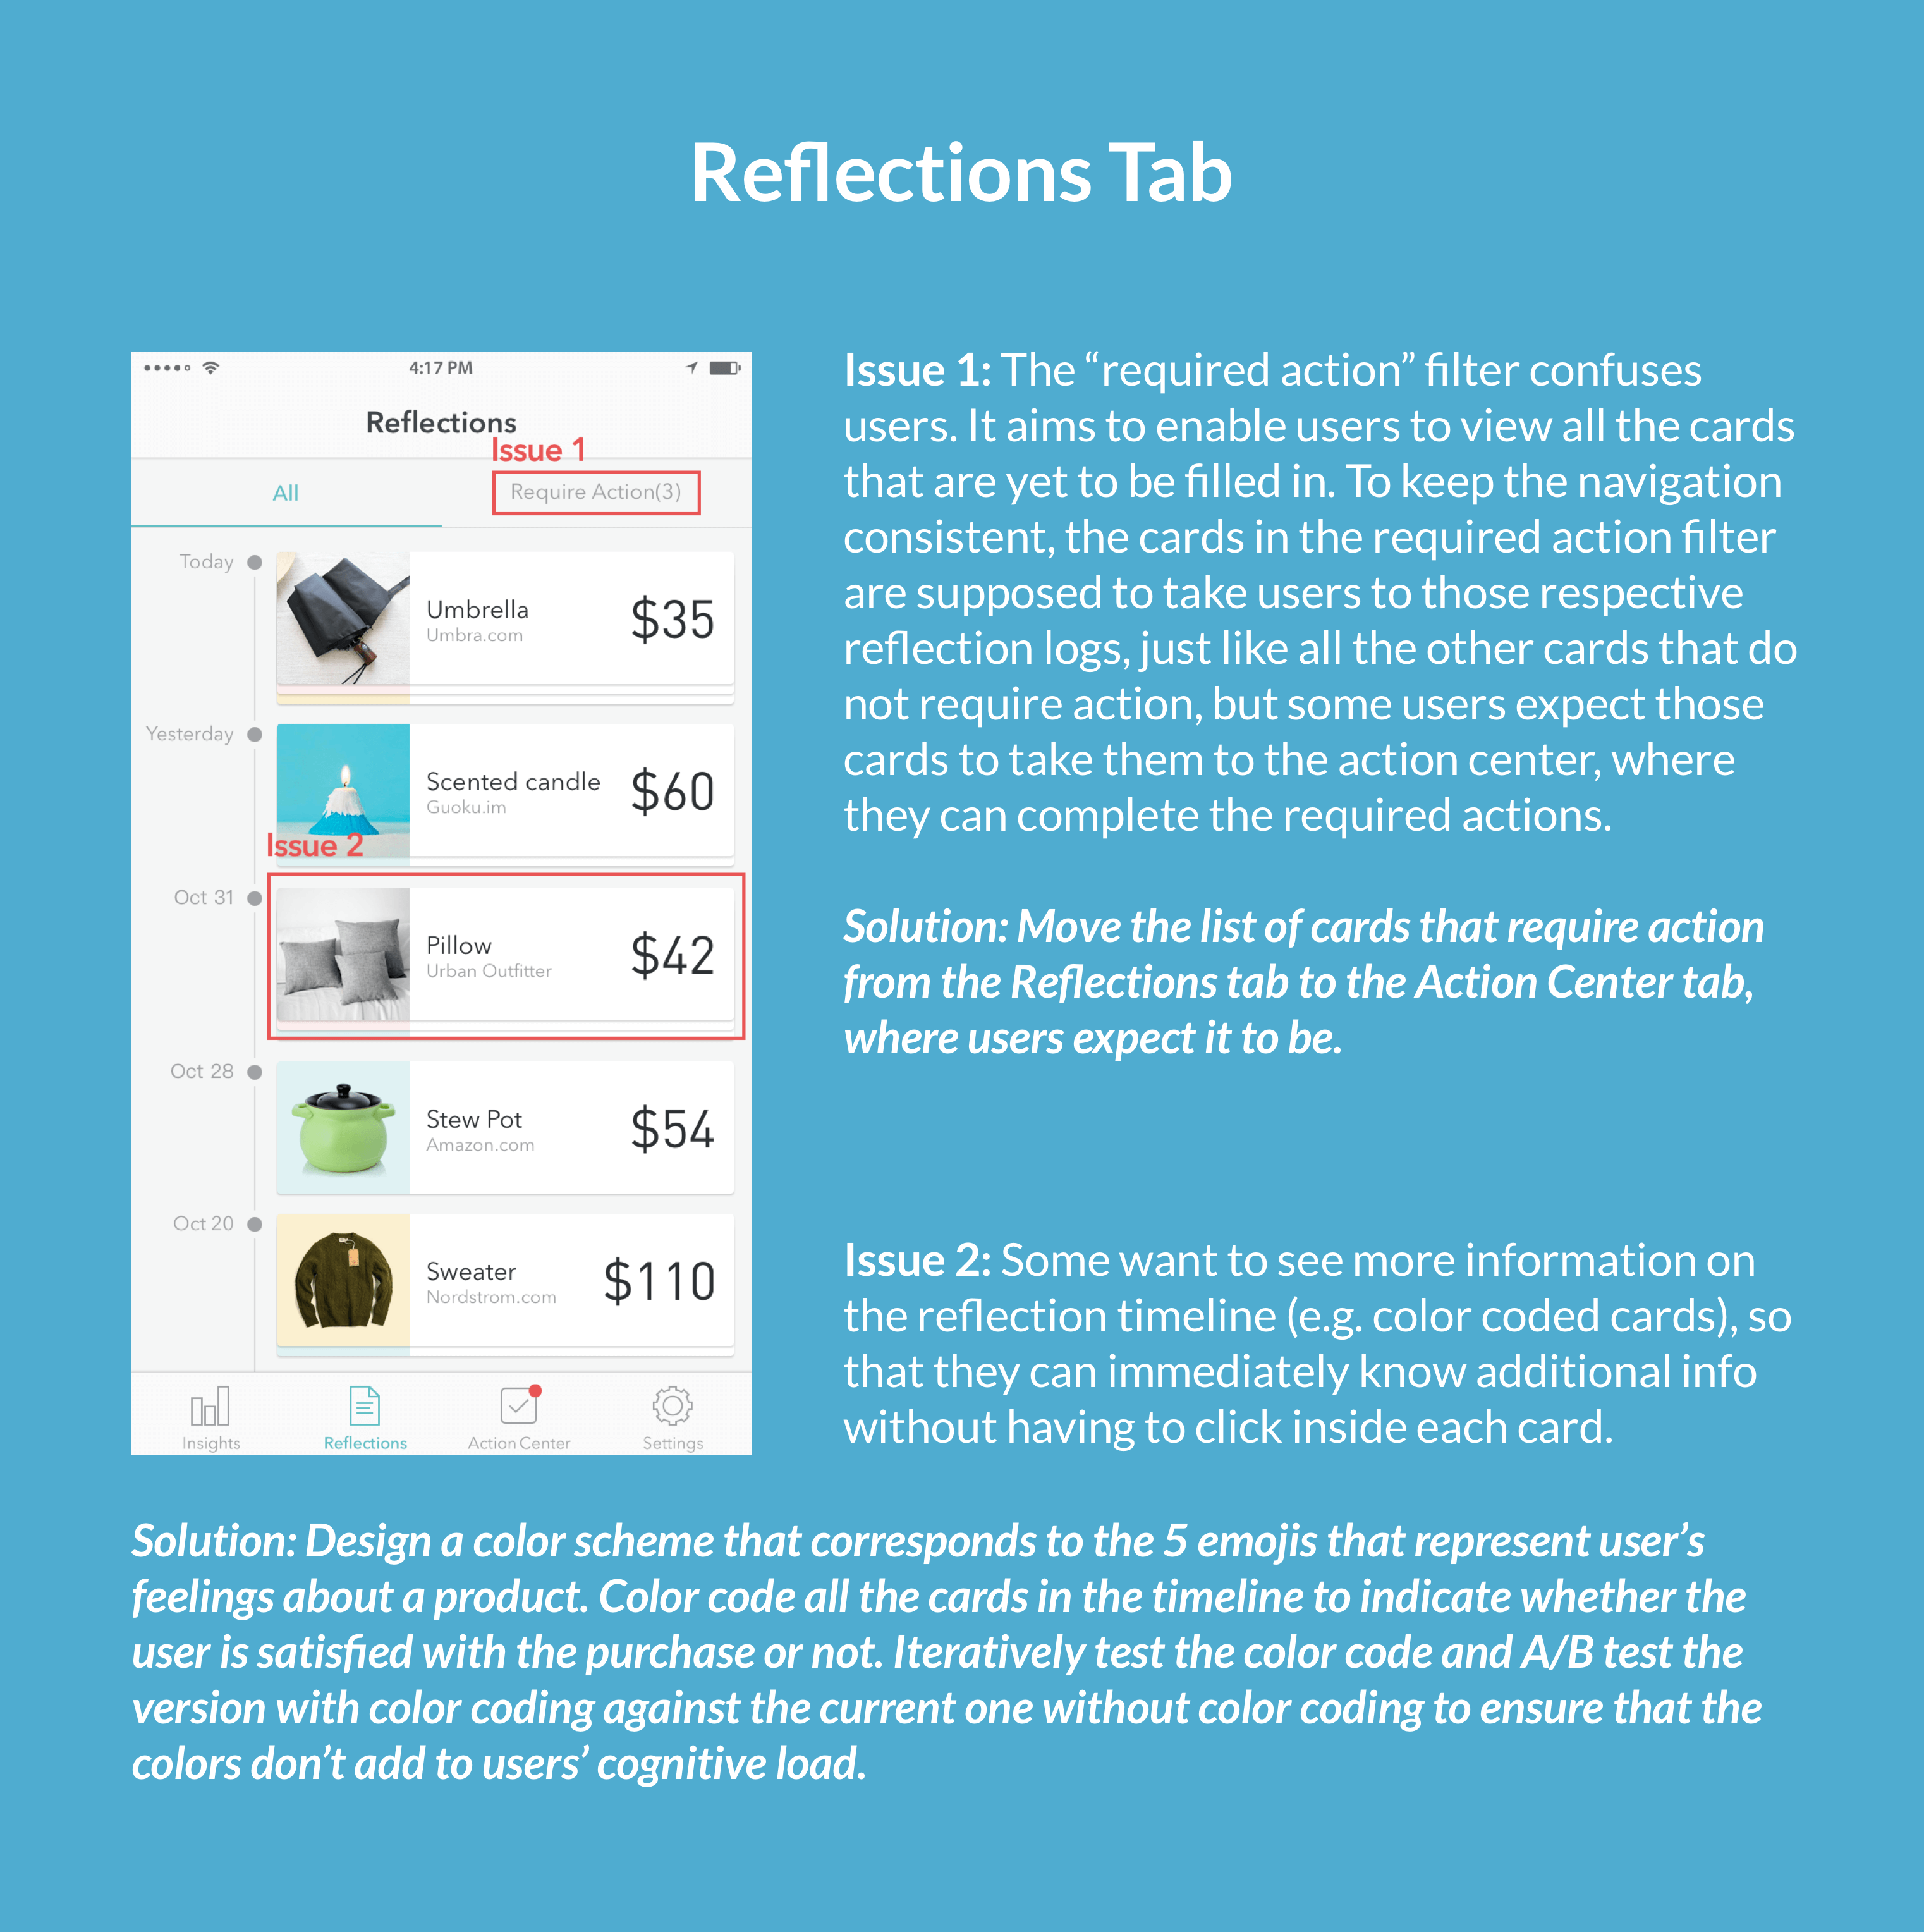 Reflections Tab
4:17 PM
Reflections
Issue 1
All
Require Action(3)
Today
Umbrella
Umbra.com
$35
Yesterday
Scented candle
Guoku.im
$60
Issue 2
Oct 31
Pillow
Urban Outfitter
$42
Oct 28
Stew Pot
Amazon.com
$54
Oct 20
Sweater
Nordstrom.com
$110
Insights
Reflections
Action Center
Settings
Issue 1: The “required action” filter confuses
users. It aims to enable users to view all the cards
that are yet to be filled in. To keep the navigation
consistent, the cards in the required action filter
are supposed to take users to those respective
reflection logs, just like all the other cards that do
not require action, but some users expect those
cards to take them to the action center, where
they can complete the required actions.
Solution: Move the list of cards that require action
from the Reflections tab to the Action Center tab,
where users expect it to be.
Issue 2: Some want to see more information on
the reflection timeline (e.g. color coded cards), so
that they can immediately know additional info
without having to click inside each card.
Solution: Design a color scheme that corresponds to the 5 emojis that represent user’s
feelings about a product. Color code all the cards in the timeline to indicate whether the
user is satisfied with the purchase or not. Iteratively test the color code and A/B test the
version with color coding against the current one without color coding to ensure that the
colors don’t add to users’ cognitive load.